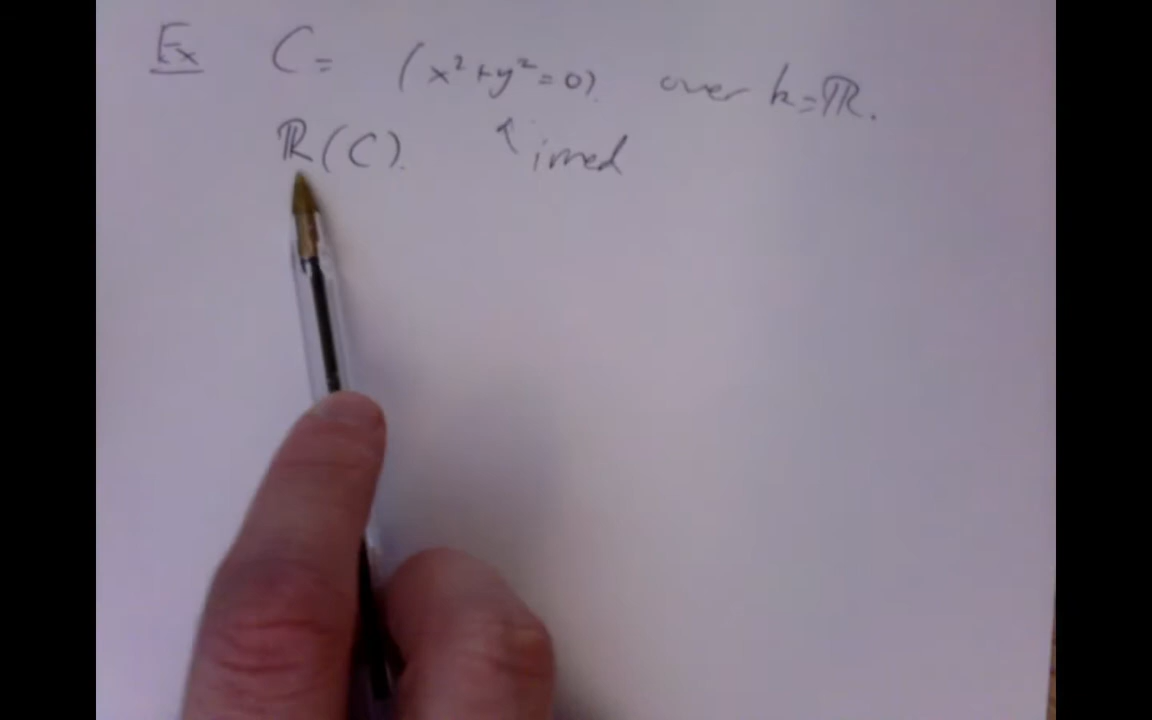 Ex C = (x² + y² = 0) over k = ℝ.
ℝ(C). ↑ irred